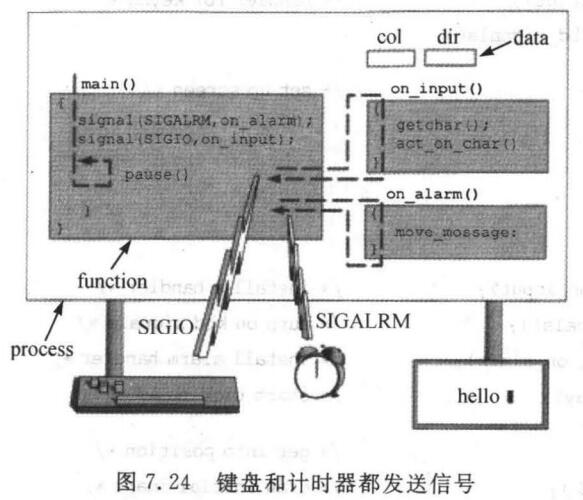 col dir data
main()
{
signal(SIGALRM,on_alarm);
signal(SIGIO,on_input);
pause()
}
}
on_input()
{
getchar();
act_on_char()
}
on_alarm()
{
move_mossage:
}
function
process
SIGIO
SIGALRM
hello
图 7.24 键盘和计时器都发送信号